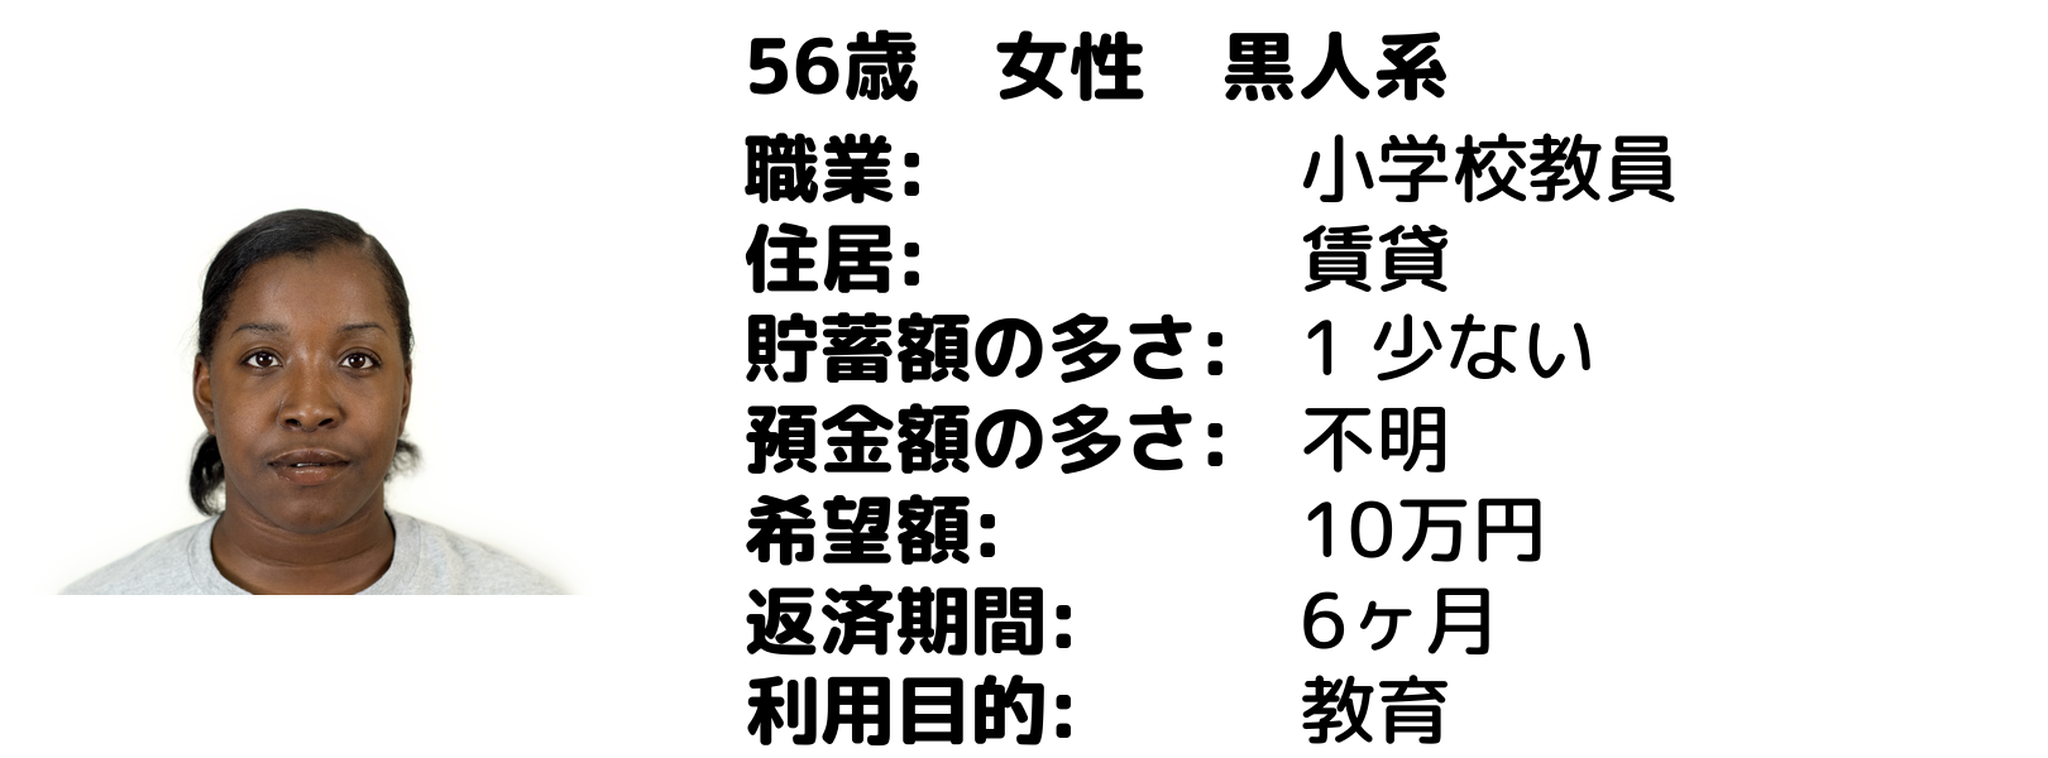 56歳　女性　黒人系
職業: 小学校教員
住居: 賃貸
貯蓄額の多さ: 1 少ない
預金額の多さ: 不明
希望額: 10万円
返済期間: 6ヶ月
利用目的: 教育